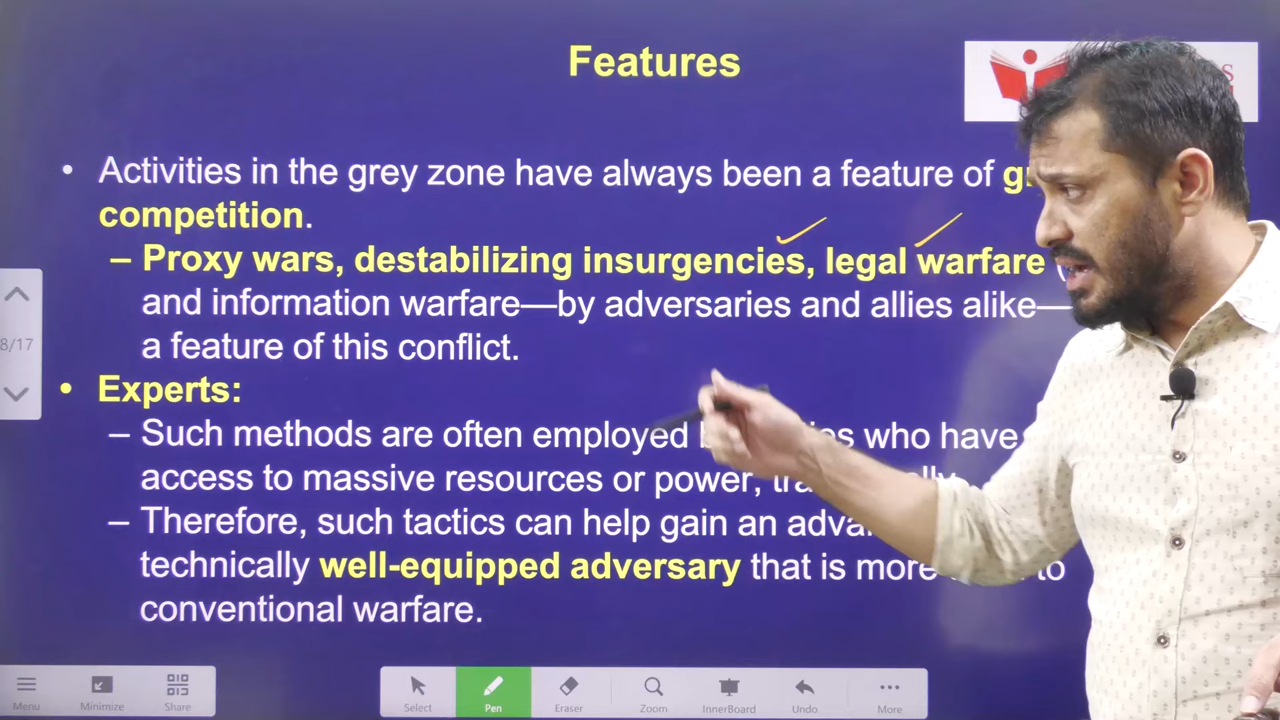 Features
S
• Activities in the grey zone have always been a feature of
competition.
– Proxy wars, destabilizing insurgencies, legal warfare
and information warfare—by adversaries and allies alike—
a feature of this conflict.
• Experts:
– Such methods are often employed who have
access to massive resources or power,
– Therefore, such tactics can help gain an
technically well-equipped adversary that is more to
conventional warfare.
8/17
Menu
Minimize
Share
Select
Pen
Eraser
Zoom
InnerBoard
Undo
More